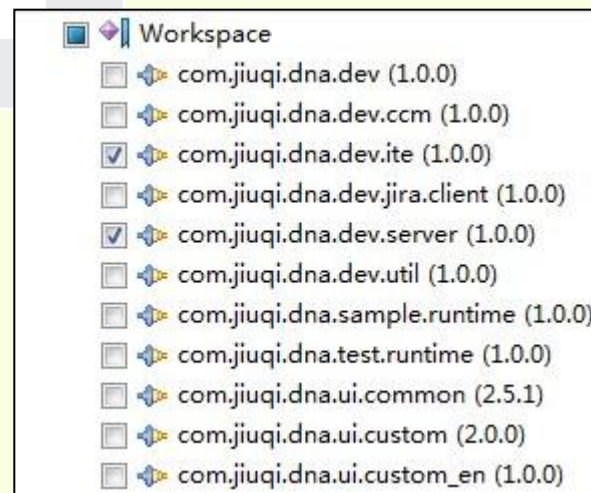 Workspace
com.jiuqi.dna.dev (1.0.0)
com.jiuqi.dna.dev.ccm (1.0.0)
com.jiuqi.dna.dev.ite (1.0.0)
com.jiuqi.dna.dev.jira.client (1.0.0)
com.jiuqi.dna.dev.server (1.0.0)
com.jiuqi.dna.dev.util (1.0.0)
com.jiuqi.dna.sample.runtime (1.0.0)
com.jiuqi.dna.test.runtime (1.0.0)
com.jiuqi.dna.ui.common (2.5.1)
com.jiuqi.dna.ui.custom (2.0.0)
com.jiuqi.dna.ui.custom_en (1.0.0)